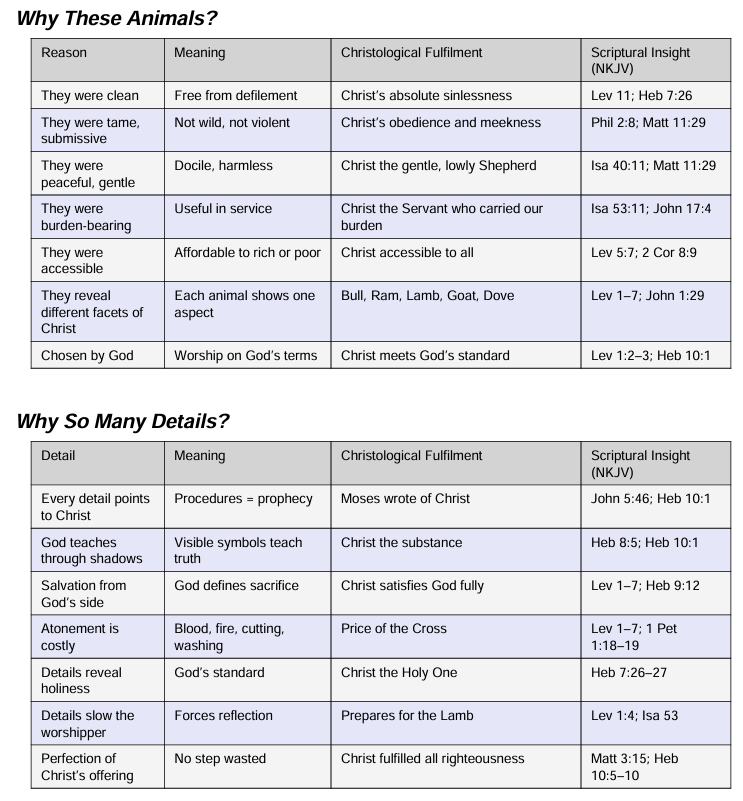 Why These Animals?
Reason Meaning Christological Fulfilment Scriptural Insight
(NKJV)
They were clean Free from defilement Christ's absolute sinlessness Lev 11; Heb 7:26
They were tame, Not wild, not violent Christ's obedience and meekness Phil 2:8; Matt 11:29
submissive
They were Docile, harmless Christ the gentle, lowly Shepherd Isa 40:11; Matt 11:29
peaceful, gentle
They were Useful in service Christ the Servant who carried our Isa 53:11; John 17:4
burden-bearing burden
They were Affordable to rich or poor Christ accessible to all Lev 5:7; 2 Cor 8:9
accessible
They reveal Each animal shows one Bull, Ram, Lamb, Goat, Dove Lev 1–7; John 1:29
different facets of aspect
Christ
Chosen by God Worship on God's terms Christ meets God's standard Lev 1:2–3; Heb 10:1
Why So Many Details?
Detail Meaning Christological Fulfilment Scriptural Insight
(NKJV)
Every detail points Procedures = prophecy Moses wrote of Christ John 5:46; Heb 10:1
to Christ
God teaches Visible symbols teach Christ the substance Heb 8:5; Heb 10:1
through shadows truth
Salvation from God defines sacrifice Christ satisfies God fully Lev 1–7; Heb 9:12
God's side
Atonement is Blood, fire, cutting, Price of the Cross Lev 1–7; 1 Pet
costly washing 1:18–19
Details reveal God's standard Christ the Holy One Heb 7:26–27
holiness
Details slow the Forces reflection Prepares for the Lamb Lev 1:4; Isa 53
worshipper
Perfection of No step wasted Christ fulfilled all righteousness Matt 3:15; Heb
Christ's offering 10:5–10